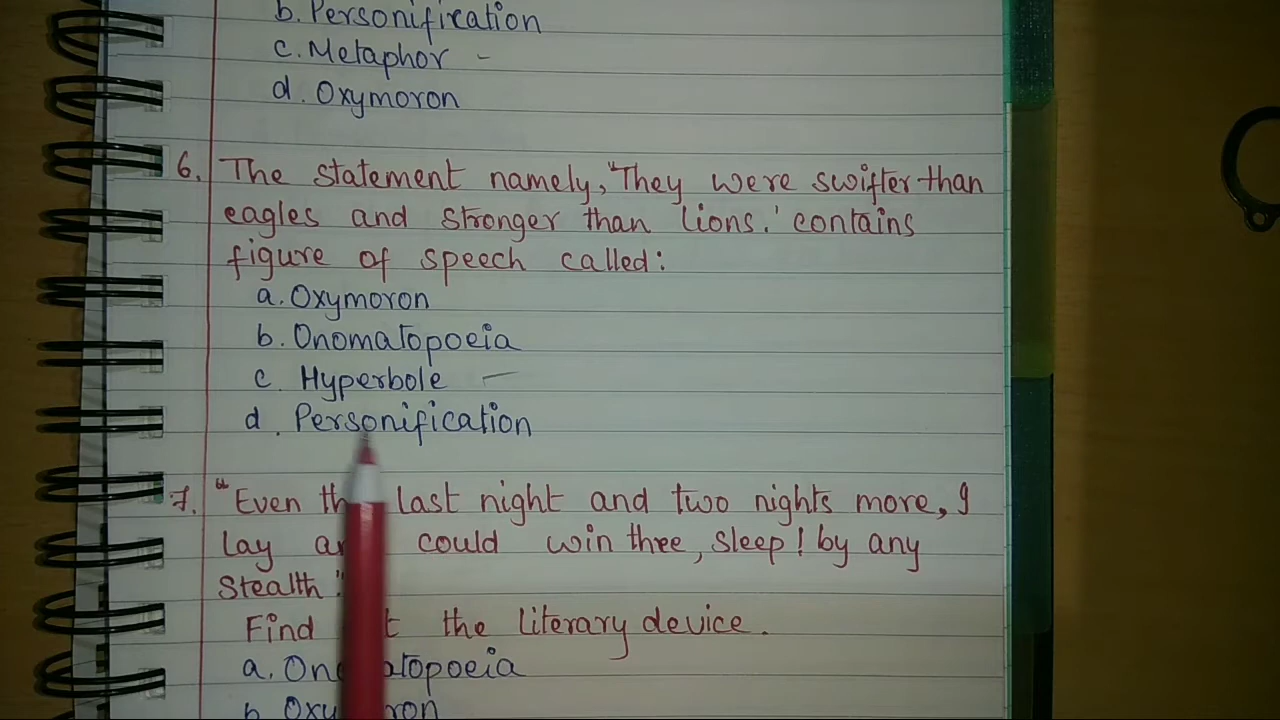 b. Personification
c. Metaphor -
d. Oxymoron
6. The statement namely, "They were swifter than
eagles and stronger than lions.' contains
figure of speech called:
a. Oxymoron
b. Onomatopoeia
c. Hyperbole -
d. Personification
7. "Even th last night and two nights more, I
lay could win thee, sleep! by any
stealth"
Find the literary device.
a. Onomatopoeia
b. Oxymoron